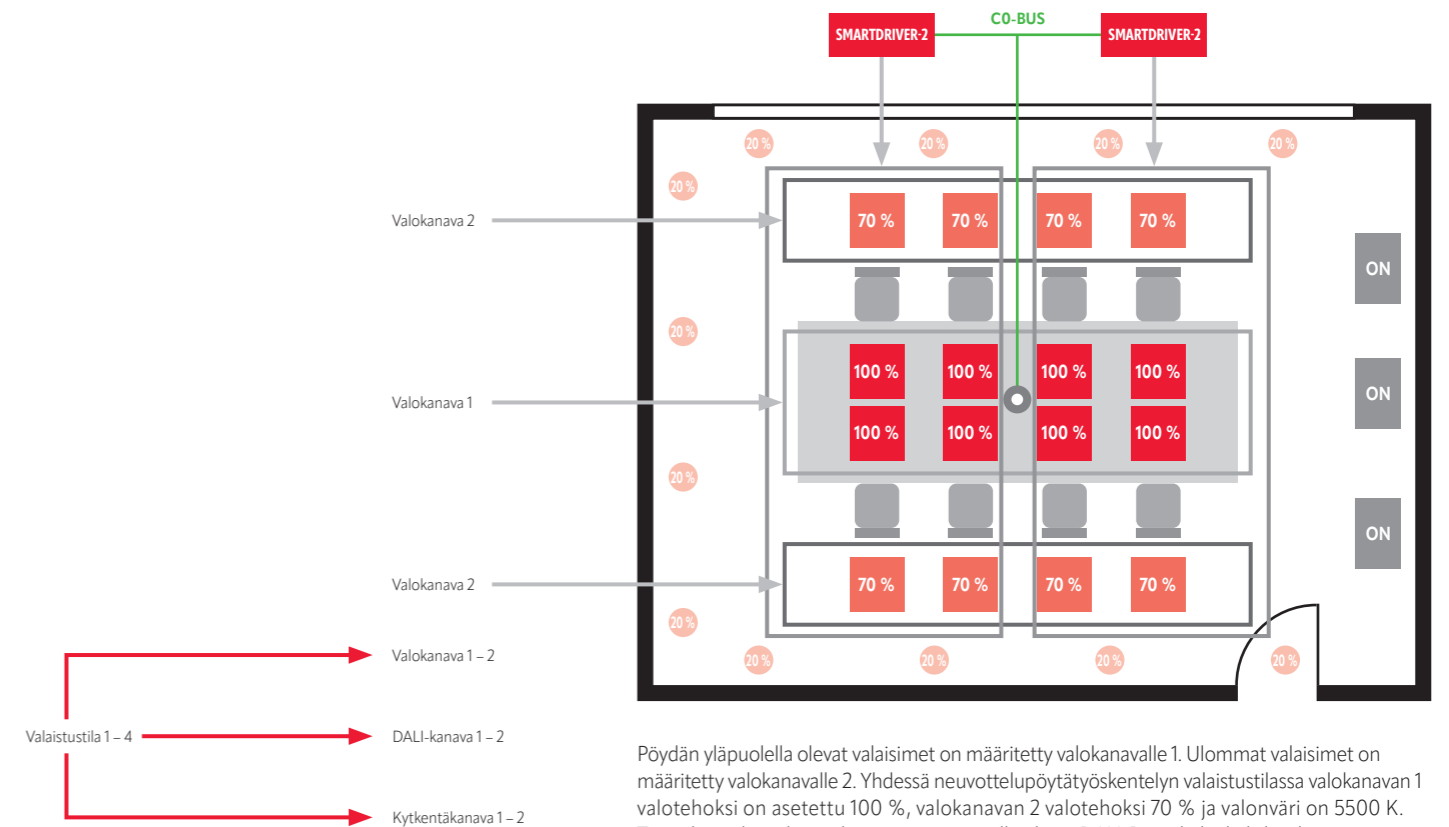 C0-BUS
SMARTDRIVER-2 SMARTDRIVER-2
20 % 20 % 20 % 20 %
20 %
Valokanava 2
70 % 70 % 70 % 70 %
ON
20 %
100 % 100 % 100 % 100 %
ON
Valokanava 1
100 % 100 % 100 % 100 %
20 %
ON
Valokanava 2
70 % 70 % 70 % 70 %
20 %
20 % 20 % 20 % 20 %
Valokanava 1 – 2
Valaistustila 1 – 4
DALI-kanava 1 – 2
Kytkentäkanava 1 – 2
Pöydän yläpuolella olevat valaisimet on määritetty valokanavalle 1. Ulommat valaisimet on
määritetty valokanavalle 2. Yhdessä neuvottelupöytätyöskentelyn valaistustilassa valokanavan 1
valotehoksi on asetettu 100 %, valokanavan 2 valotehoksi 70 % ja valonväri on 5500 K.